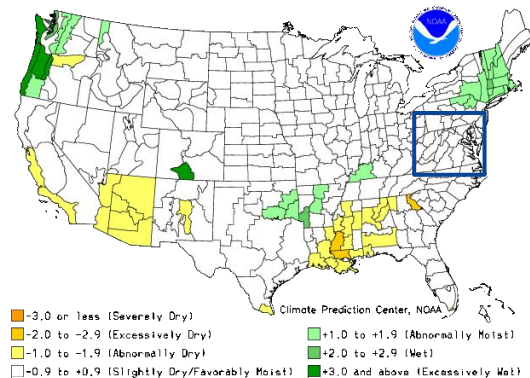 NOAA
Climate Prediction Center, NOAA
-3.0 or less (Severely Dry)
-2.0 to -2.9 (Excessively Dry)
-1.0 to -1.9 (Abnormally Dry)
-0.9 to +0.9 (Slightly Dry/Favorably Moist)
+1.0 to +1.9 (Abnormally Moist)
+2.0 to +2.9 (Wet)
+3.0 and above (Excessively Wet)